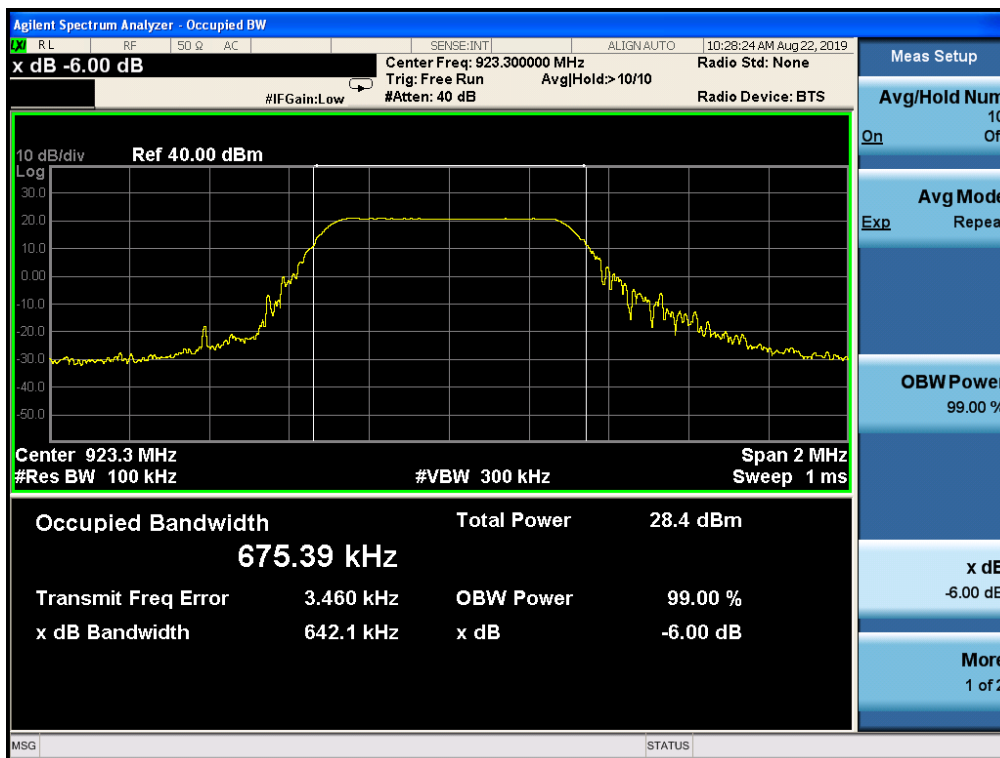 Agilent Spectrum Analyzer - Occupied BW
LXI RL RF 50 Ω AC SENSE:INT ALIGN AUTO 10:28:24 AM Aug 22, 2019
x dB -6.00 dB
Center Freq: 923.300000 MHz Radio Std: None
Trig: Free Run Avg|Hold:>10/10
#IFGain:Low #Atten: 40 dB Radio Device: BTS
10 dB/div Ref 40.00 dBm
Log
30.0
20.0
10.0
0.00
-10.0
-20.0
-30.0
-40.0
-50.0
Center 923.3 MHz Span 2 MHz
#Res BW 100 kHz #VBW 300 kHz Sweep 1 ms
Occupied Bandwidth Total Power 28.4 dBm
675.39 kHz
Transmit Freq Error 3.460 kHz OBW Power 99.00 %
x dB Bandwidth 642.1 kHz x dB -6.00 dB
MSG STATUS
Meas Setup
Avg/Hold Num
10
On Of
Avg Mode
Exp Repea
OBW Power
99.00 %
x dB
-6.00 dB
More
1 of 2